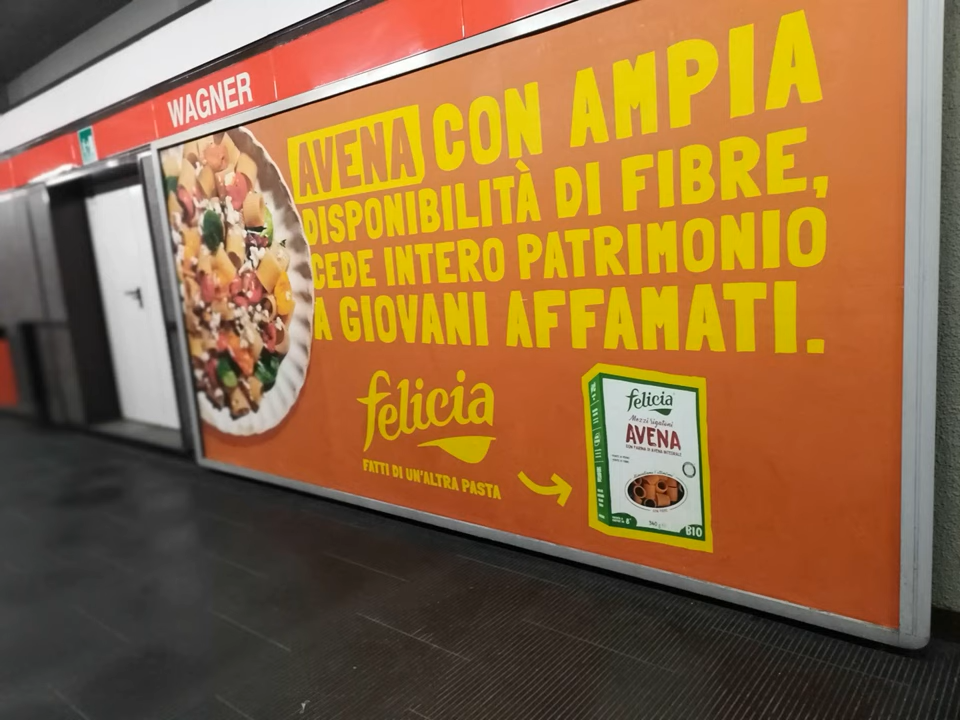 WAGNER
AVENA CON AMPIA
DISPONIBILITÀ DI FIBRE,
CEDE INTERO PATRIMONIO
A GIOVANI AFFAMATI.
felicia
FATTI DI UN'ALTRA PASTA
felicia
Mezzi Rigatoni
AVENA
CON FARINA DI AVENA INTEGRALE
340 g
BIO